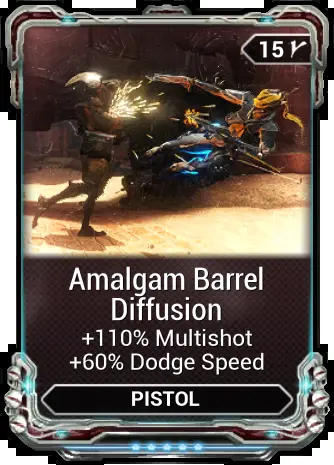 15
Amalgam Barrel
Diffusion
+110% Multishot
+60% Dodge Speed
PISTOL